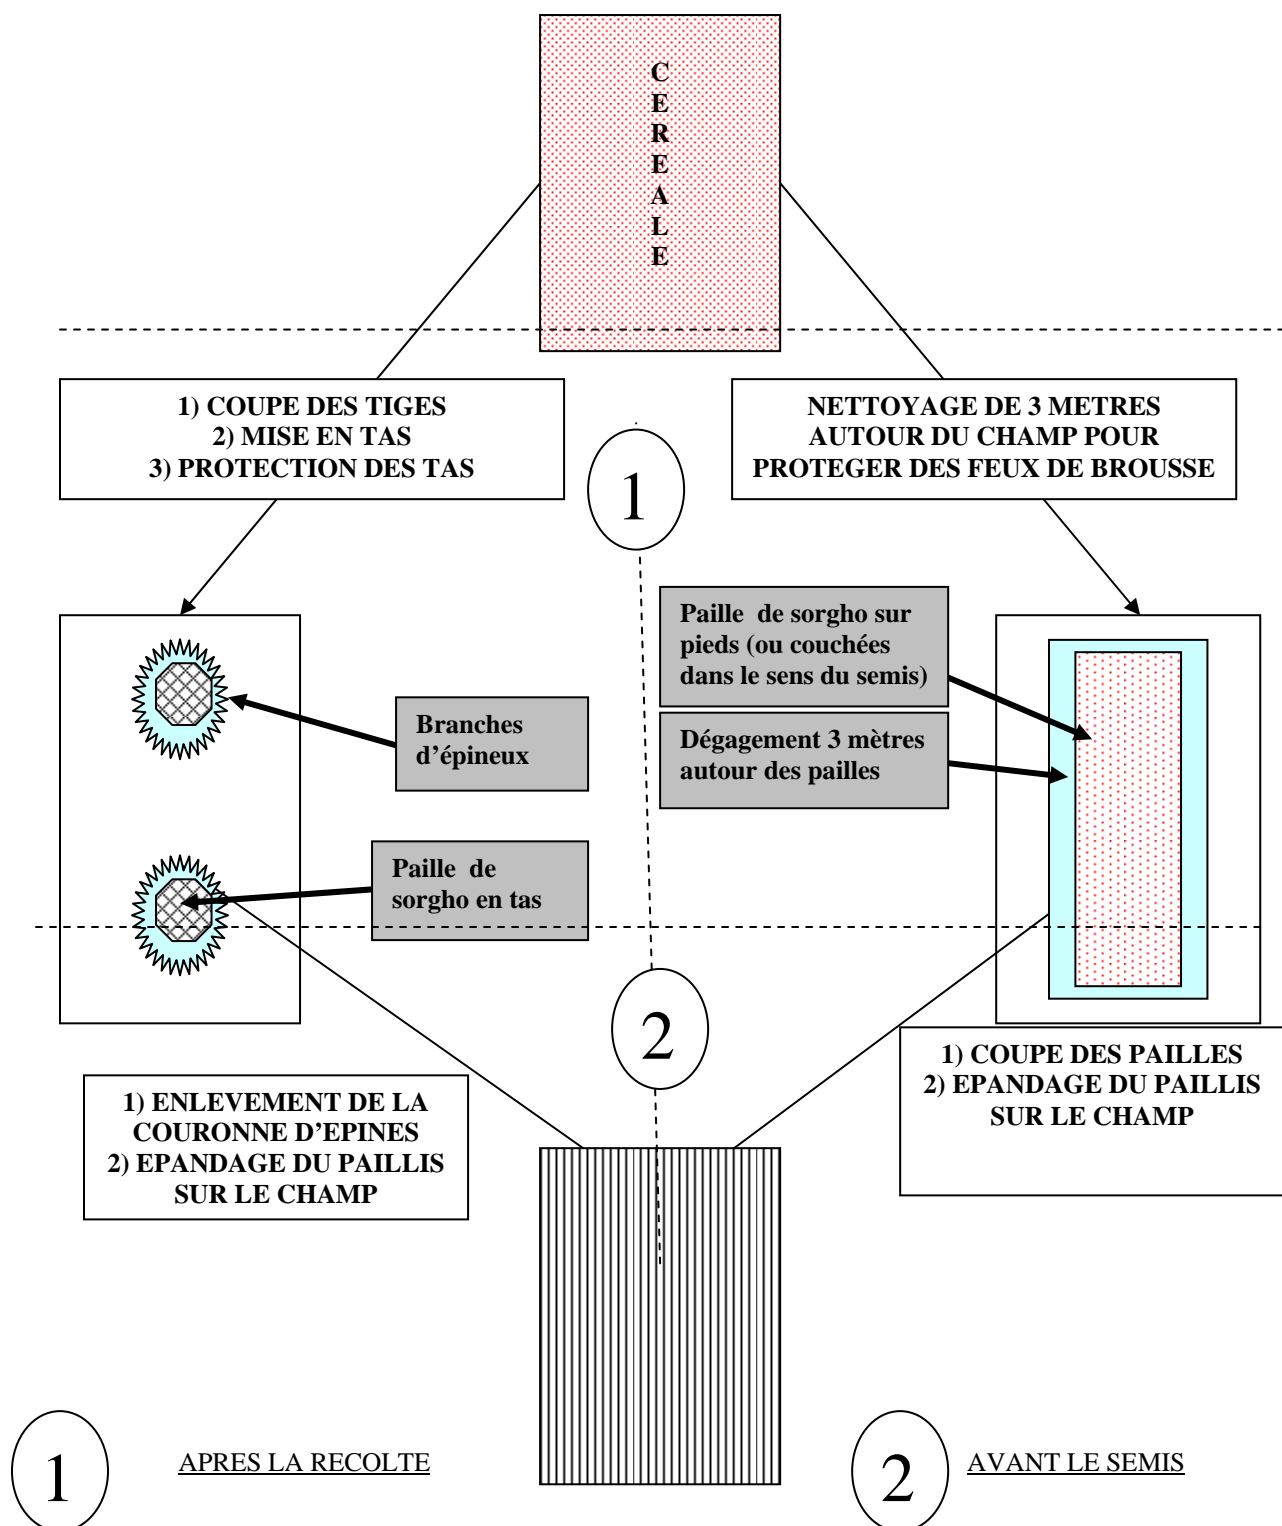 C
E
R
E
A
L
E
1) COUPE DES TIGES
2) MISE EN TAS
3) PROTECTION DES TAS
NETTOYAGE DE 3 METRES
AUTOUR DU CHAMP POUR
PROTEGER DES FEUX DE BROUSSE
1
Paille de sorgho sur
pieds (ou couchées
dans le sens du semis)
Branches
d’épineux
Dégagement 3 mètres
autour des pailles
Paille de
sorgho en tas
2
1) COUPE DES PAILLES
2) EPANDAGE DU PAILLIS
SUR LE CHAMP
1) ENLEVEMENT DE LA
COURONNE D’EPINES
2) EPANDAGE DU PAILLIS
SUR LE CHAMP
1
APRES LA RECOLTE
2
AVANT LE SEMIS